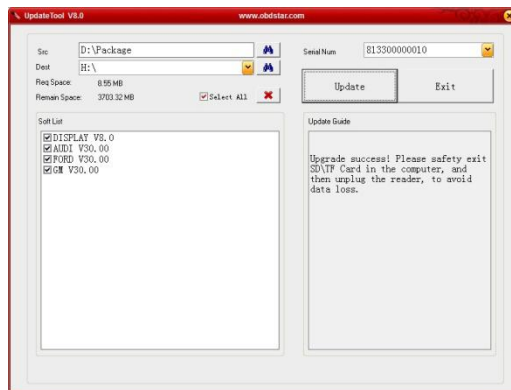 UpdateTool V8.0 www.obdstar.com
Src D:\Package
Dest H:\
Req Space: 8.55 MB
Remain Space: 3703.32 MB Select All
Serial Num 813300000010
Update Exit
Soft List
DISPLAY V8.0
AUDI V30.00
FORD V30.00
GM V30.00
Update Guide
Upgrade success! Please safety exit
SD\TF Card in the computer, and
then unplug the reader, to avoid
data loss.